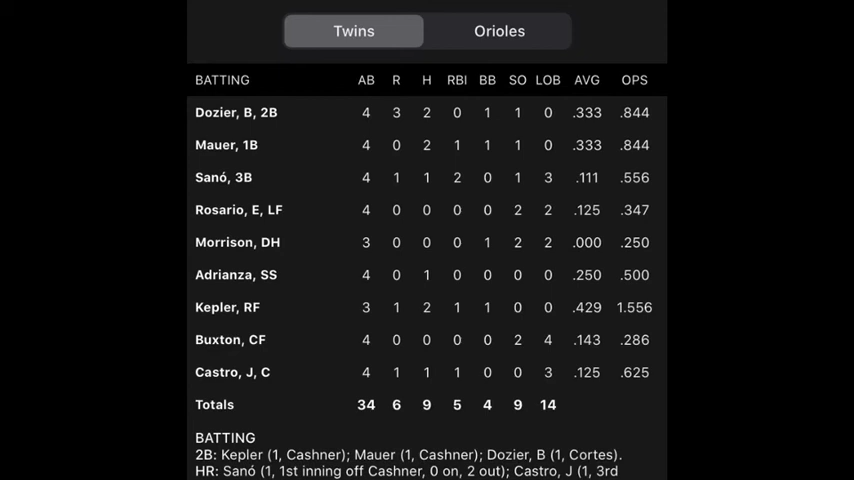 Twins Orioles
BATTING AB R H RBI BB SO LOB AVG OPS
Dozier, B, 2B 4 3 2 0 1 1 0 .333 .844
Mauer, 1B 4 0 2 1 1 1 0 .333 .844
Sanó, 3B 4 1 1 2 0 1 3 .111 .556
Rosario, E, LF 4 0 0 0 0 2 2 .125 .347
Morrison, DH 3 0 0 0 1 2 2 .000 .250
Adrianza, SS 4 0 1 0 0 0 0 .250 .500
Kepler, RF 3 1 2 1 1 0 0 .429 1.556
Buxton, CF 4 0 0 0 0 2 4 .143 .286
Castro, J, C 4 1 1 1 0 0 3 .125 .625
Totals 34 6 9 5 4 9 14
BATTING
2B: Kepler (1, Cashner); Mauer (1, Cashner); Dozier, B (1, Cortes).
HR: Sanó (1, 1st inning off Cashner, 0 on, 2 out); Castro, J (1, 3rd